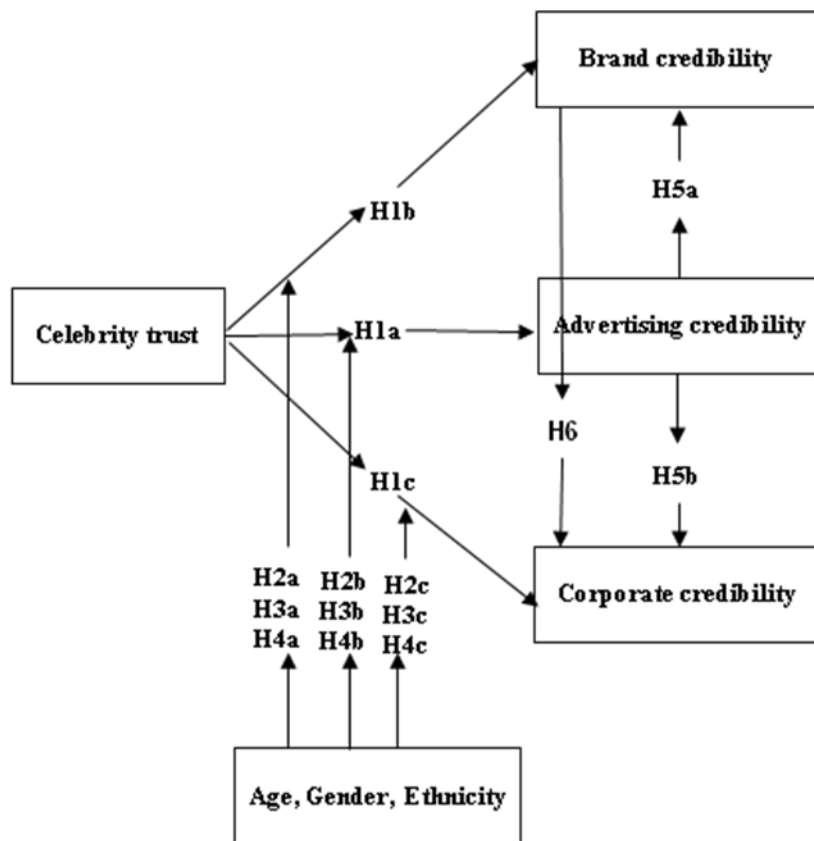 Brand credibility
H5a
H1b
Celebrity trust
H1a
Advertising credibility
H6
H1c
H5b
H2a
H3a
H4a
H2b
H3b
H4b
H2c
H3c
H4c
Corporate credibility
Age, Gender, Ethnicity